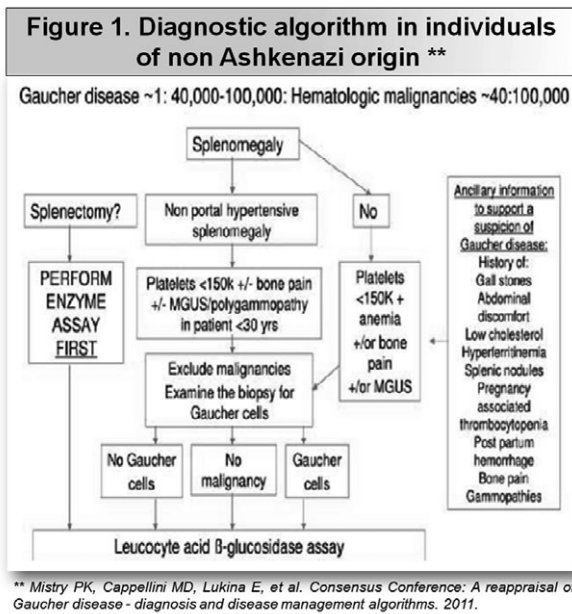 Figure 1. Diagnostic algorithm in individuals
of non Ashkenazi origin **
Gaucher disease ~1: 40,000-100,000: Hematologic malignancies ~40:100,000
Splenomegaly
Splenectomy?
Non portal hypertensive
splenomegaly
No
PERFORM
ENZYME
ASSAY
FIRST
Platelets <150k +/- bone pain
+/- MGUS/polygammopathy
in patient <30 yrs
Platelets
<150K +
anemia
+/or bone
pain
+/or MGUS
Exclude malignancies
Examine the biopsy for
Gaucher cells
No Gaucher
cells
No
malignancy
Gaucher
cells
Leucocyte acid ß-glucosidase assay
Ancillary information
to support a
suspicion of
Gaucher disease:
History of:
Gall stones
Abdominal
discomfort
Low cholesterol
Hyperferritinemia
Splenic nodules
Pregnancy
associated
thrombocytopenia
Post partum
hemorrhage
Bone pain
Gammopathies
** Mistry PK, Cappellini MD, Lukina E, et al. Consensus Conference: A reappraisal o
Gaucher disease - diagnosis and disease management algorithms. 2011.